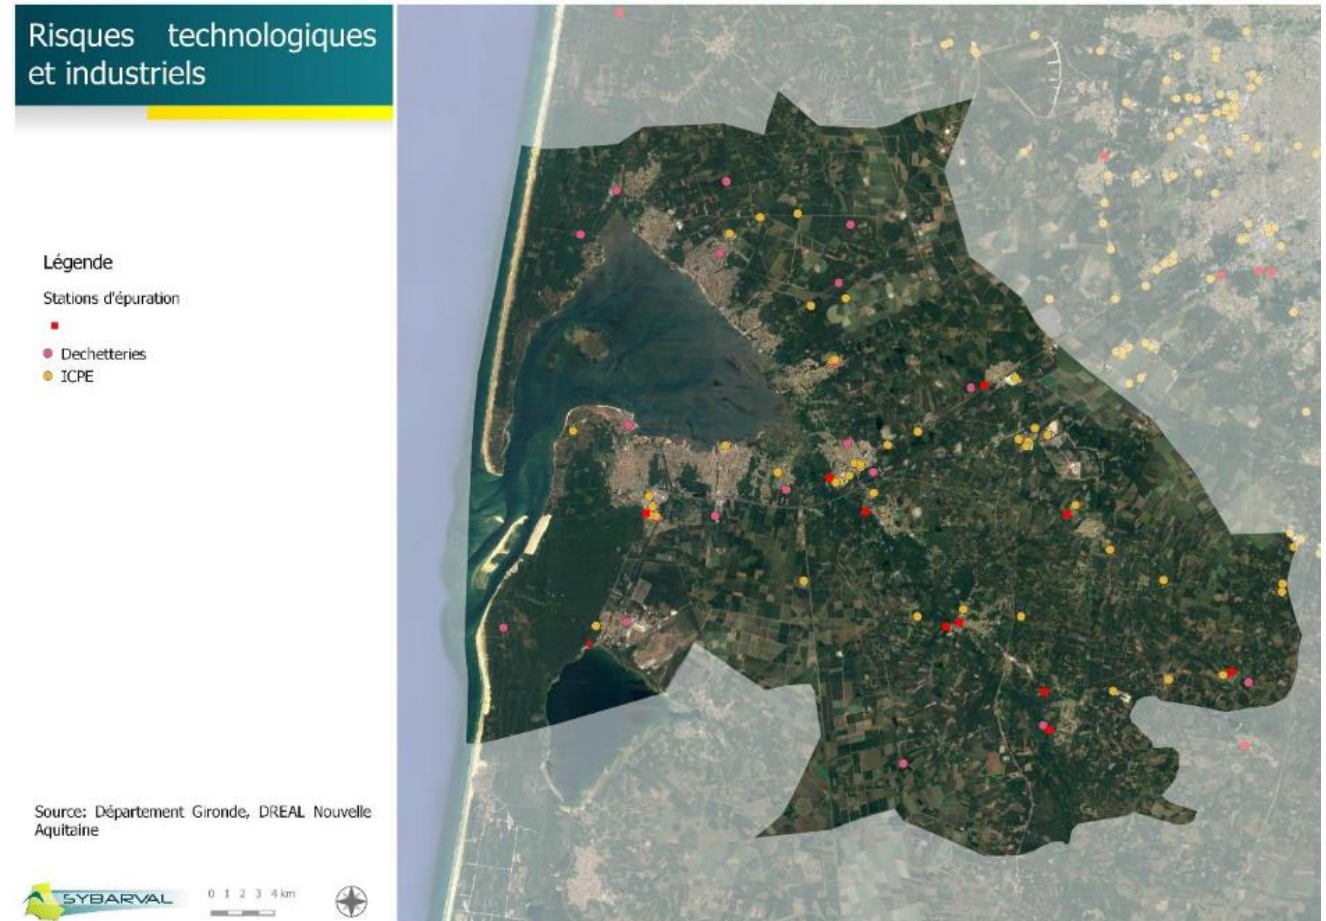 Risques technologiques
et industriels
Légende
Stations d'épuration
Dechetteries
ICPE
Source: Département Gironde, DREAL Nouvelle
Aquitaine
SYBARVAL
0 1 2 3 4 km